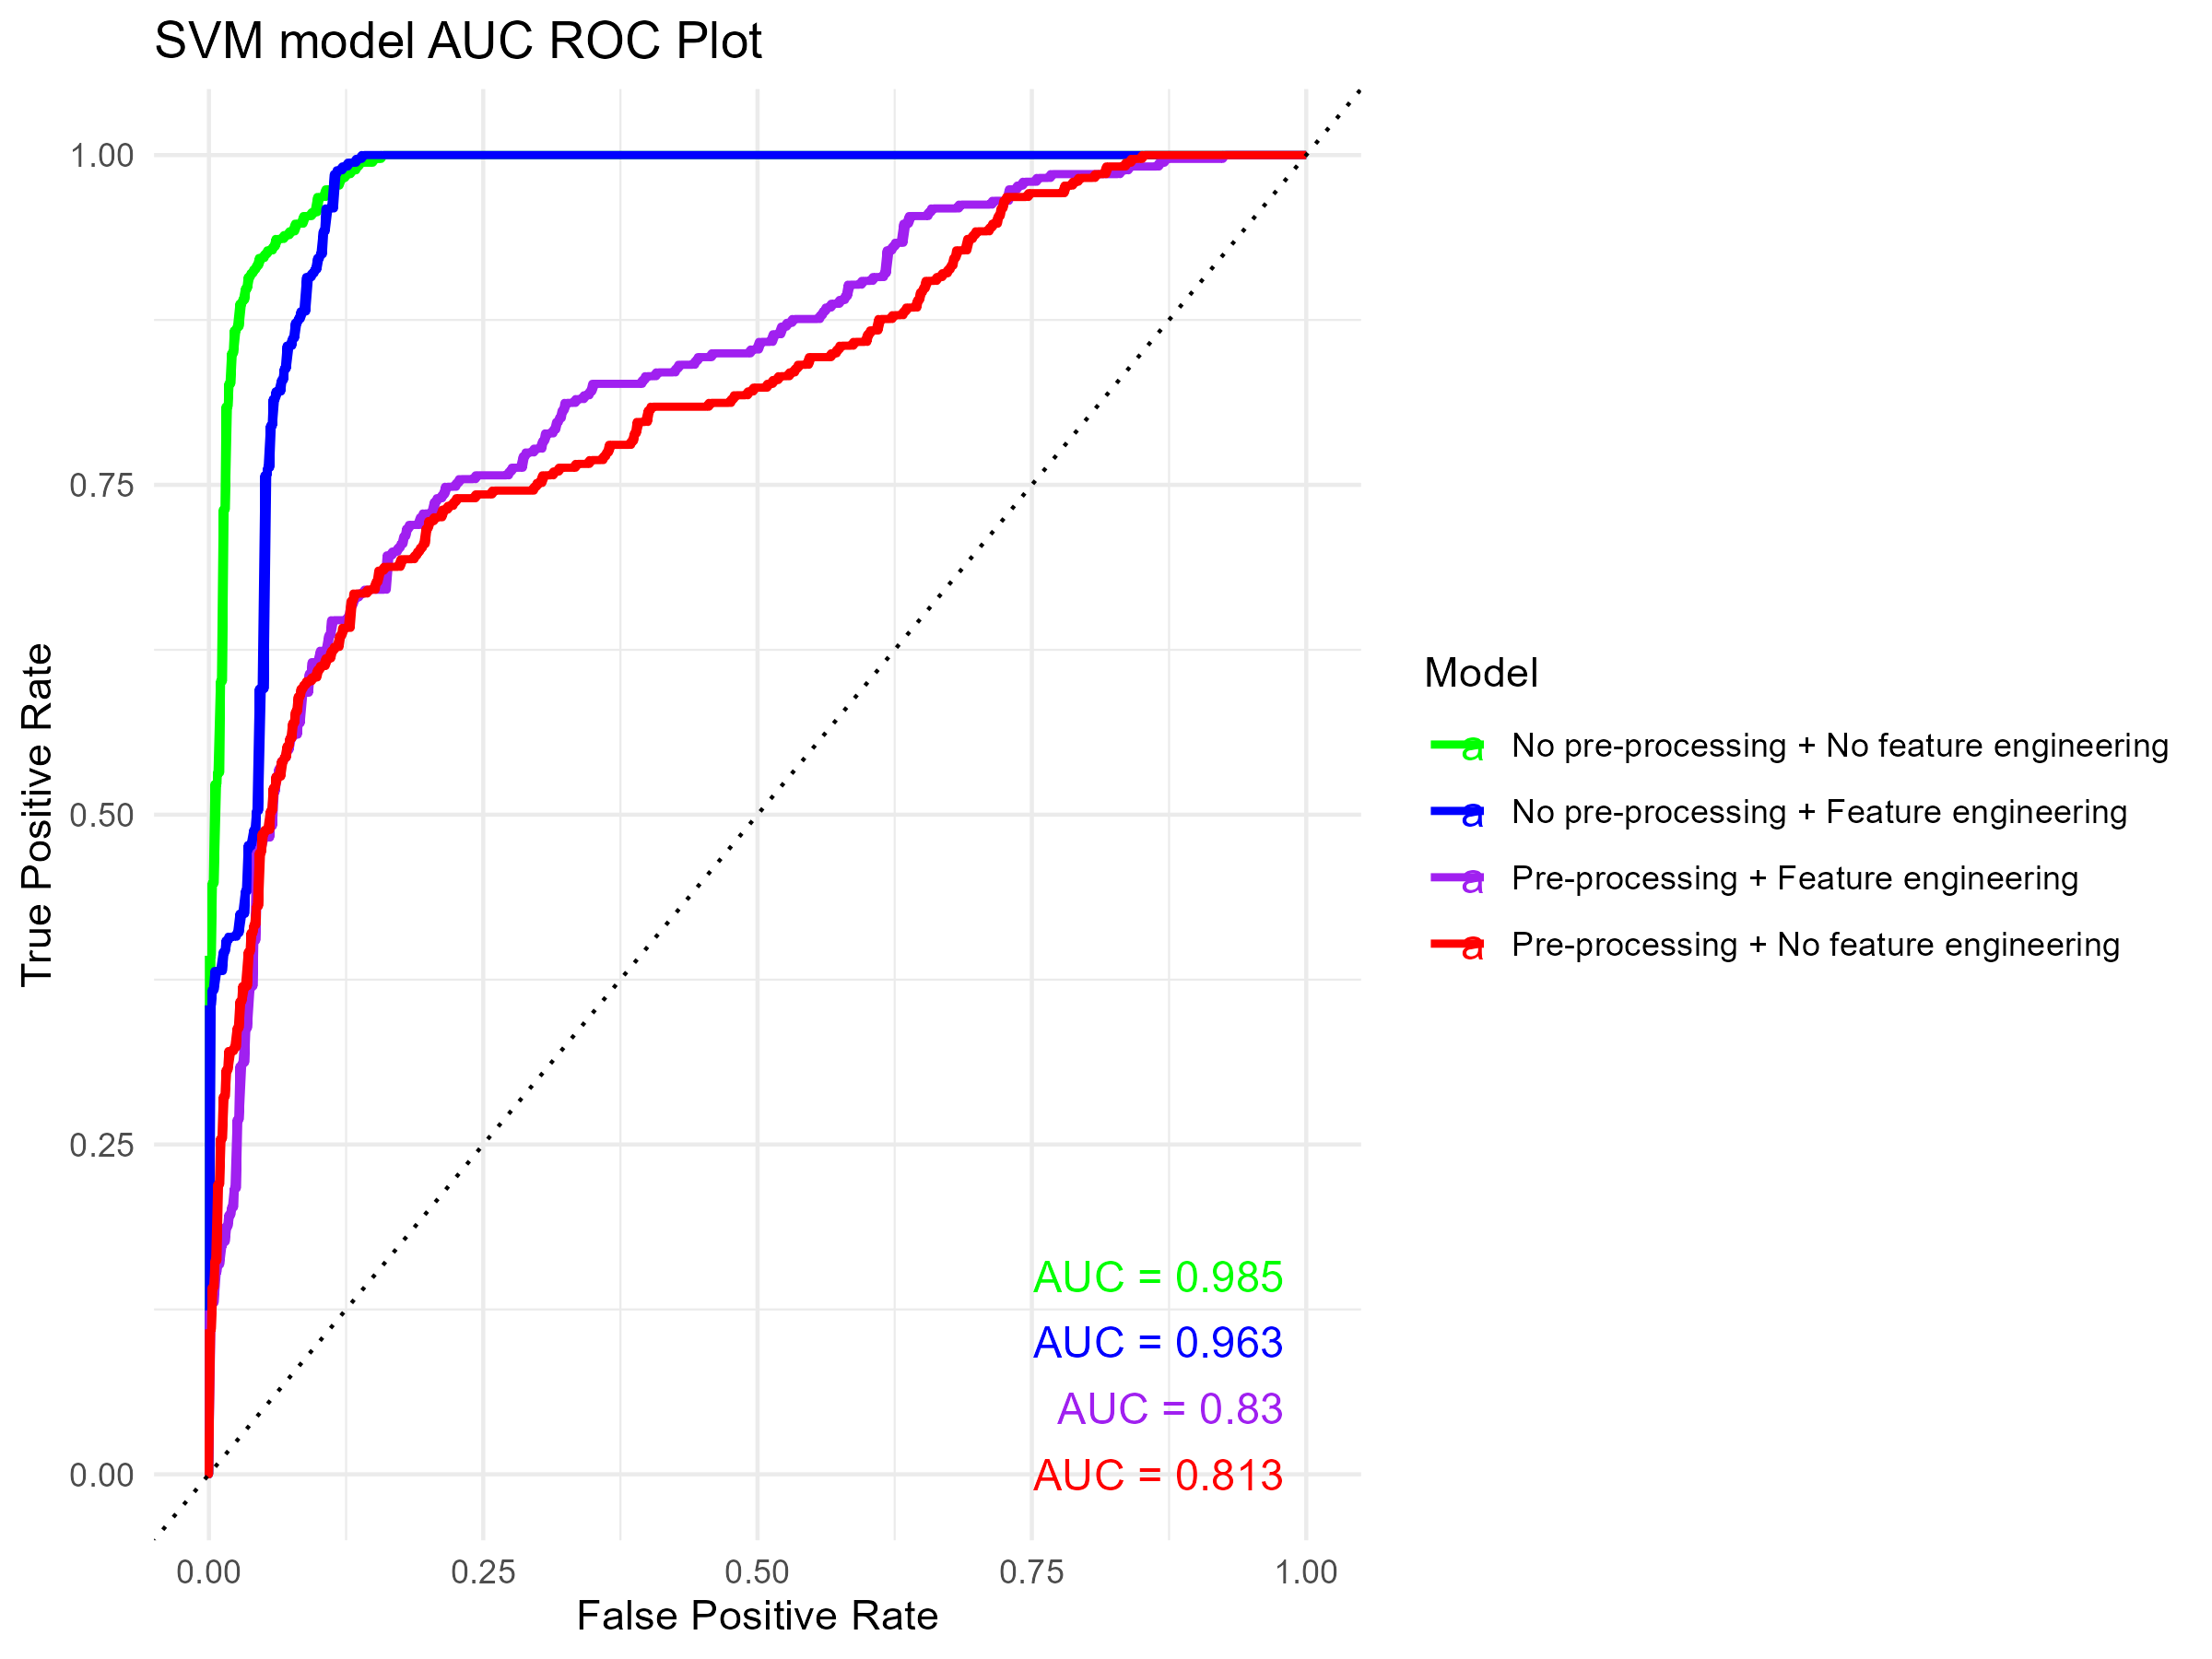 SVM model AUC ROC Plot
True Positive Rate
1.00
0.75
0.50
0.25
0.00
AUC = 0.985
AUC = 0.963
AUC = 0.83
AUC = 0.813
0.00 0.25 0.50 0.75 1.00
False Positive Rate
Model
a No pre-processing + No feature engineering
a No pre-processing + Feature engineering
a Pre-processing + Feature engineering
a Pre-processing + No feature engineering